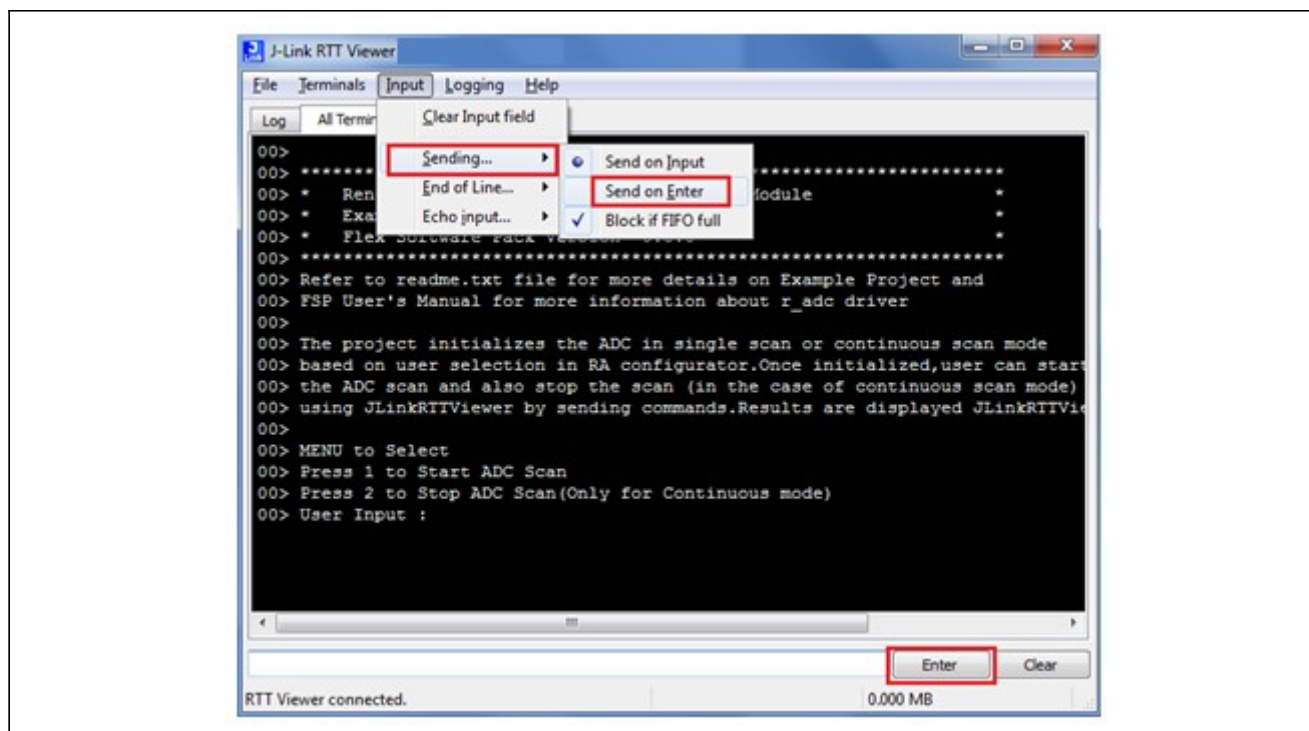 J-Link RTT Viewer
File Terminals Input Logging Help
Log All Termin
Clear Input field
Sending...
End of Line...
Echo input...
Send on Input
Send on Enter
Block if FIFO full
00>
00> *******************************************************************
00> * Ren odule *
00> * Exa *
00> * Flex Software Pack Version *
00> *******************************************************************
00> Refer to readme.txt file for more details on Example Project and
00> FSP User's Manual for more information about r_adc driver
00>
00> The project initializes the ADC in single scan or continuous scan mode
00> based on user selection in RA configurator.Once initialized,user can start
00> the ADC scan and also stop the scan (in the case of continuous scan mode)
00> using JLinkRTTViewer by sending commands.Results are displayed JLinkRTTVie
00>
00> MENU to Select
00> Press 1 to Start ADC Scan
00> Press 2 to Stop ADC Scan(Only for Continuous mode)
00> User Input :
Enter Clear
RTT Viewer connected. 0.000 MB